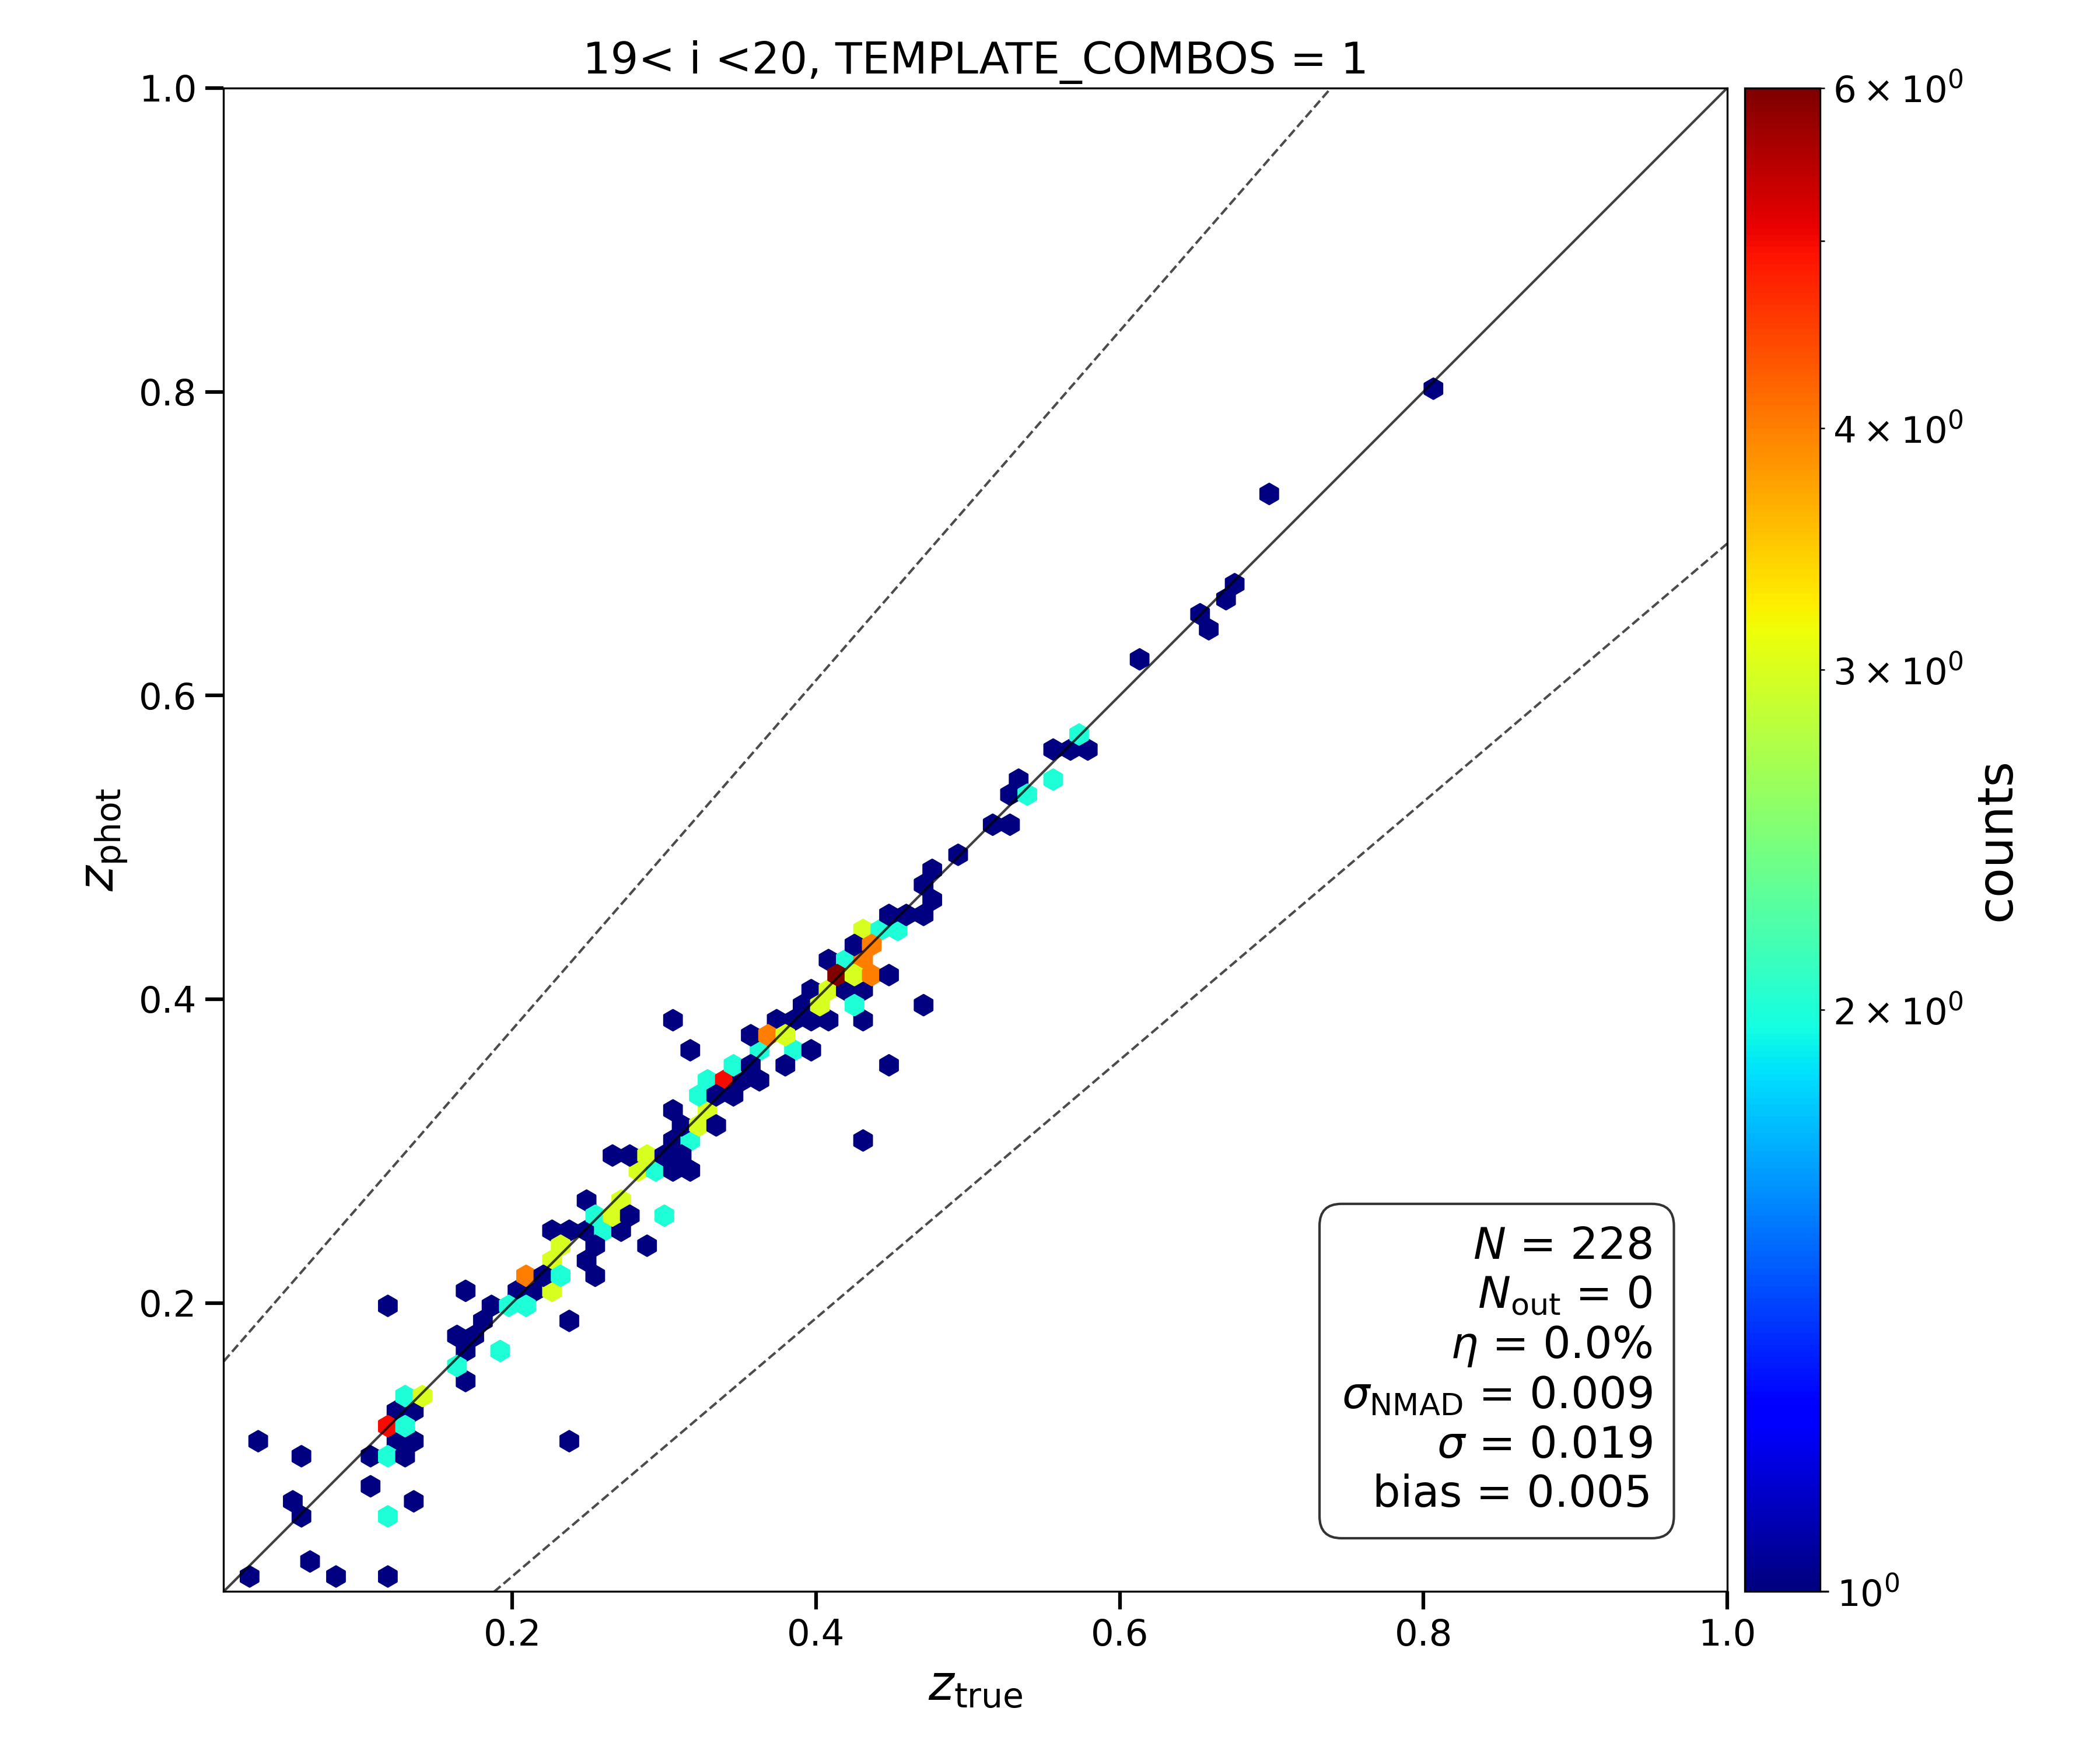 19< i <20, TEMPLATE_COMBOS = 1
1.0
0.8
0.6
0.4
0.2
z_phot
0.2 0.4 0.6 0.8 1.0
z_true
N = 228
N_out = 0
η = 0.0%
σ_NMAD = 0.009
σ = 0.019
bias = 0.005
6 × 10⁰
4 × 10⁰
3 × 10⁰
2 × 10⁰
10⁰
counts